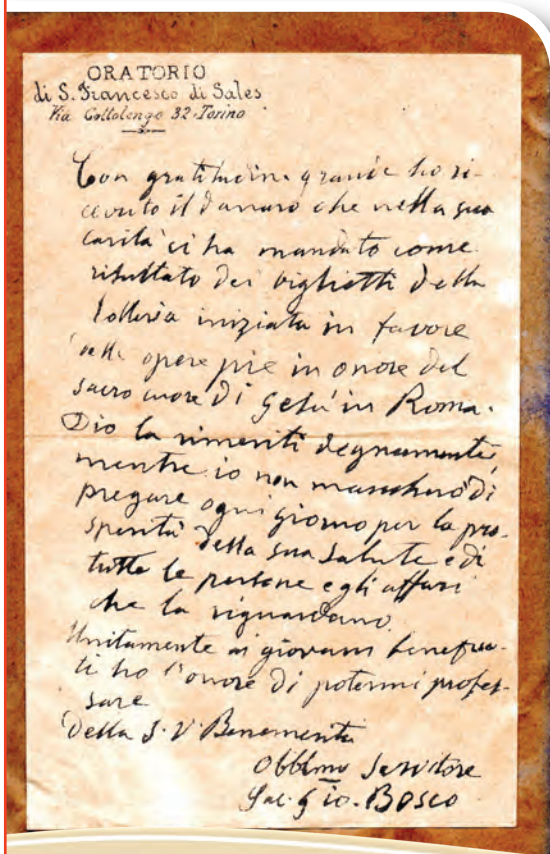 ORATORIO
di S. Francesco di Sales
Via Cottolengo 32-Torino
Con gratitudine grande ho ri-
cevuto il danaro che nella sua
carità ci ha mandato come
risultato dei biglietti della
lotteria iniziata in favore
delle opere pie in onore del
sacro cuore di Gesù in Roma.
Dio la rimeriti degnamente,
mentre io non mancherò di
pregare ogni giorno per la pro-
sperità della sua salute e di
tutte le persone e gli affari
che la riguardano.
Unitamente ai giovani benefica-
ti ho l'onore di potermi profes-
sare
Della S. V. Benemerita
Obblmo Servitore
Sac. Gio. Bosco